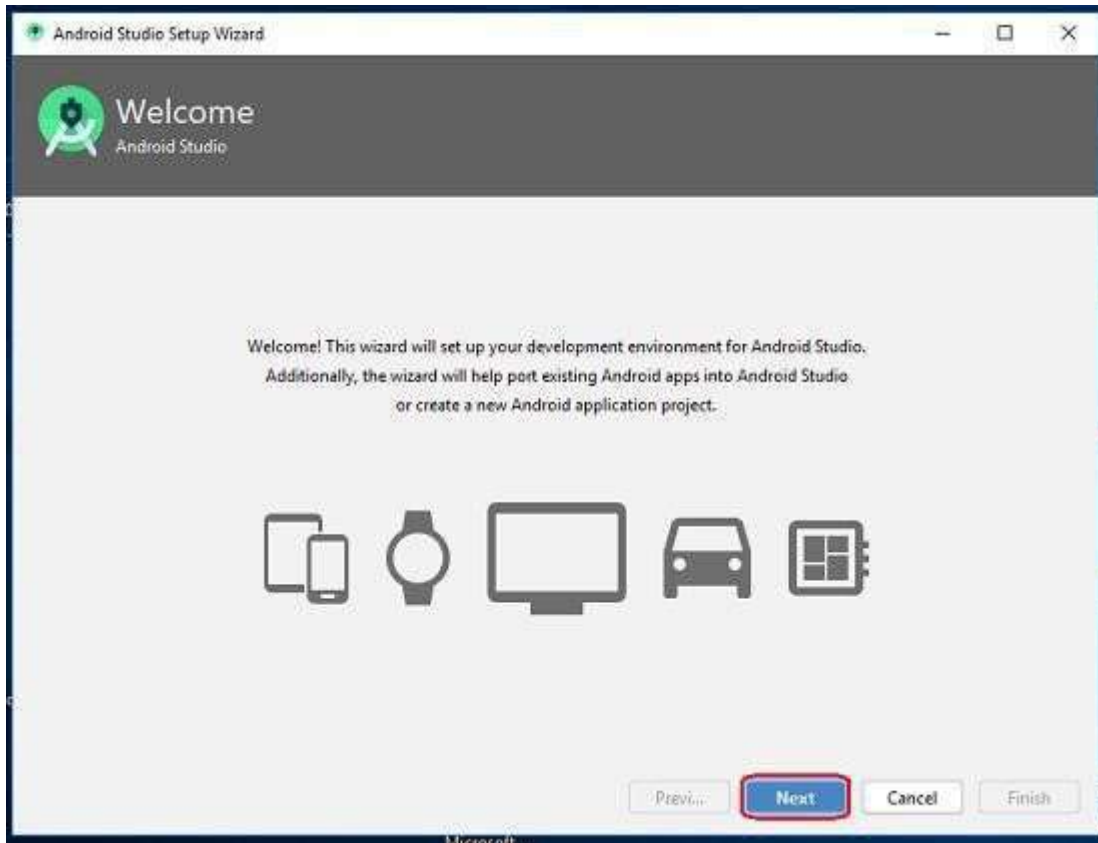 Android Studio Setup Wizard
Welcome
Android Studio
Welcome! This wizard will set up your development environment for Android Studio.
Additionally, the wizard will help port existing Android apps into Android Studio
or create a new Android application project.
Previ... Next Cancel Finish
Microsoft